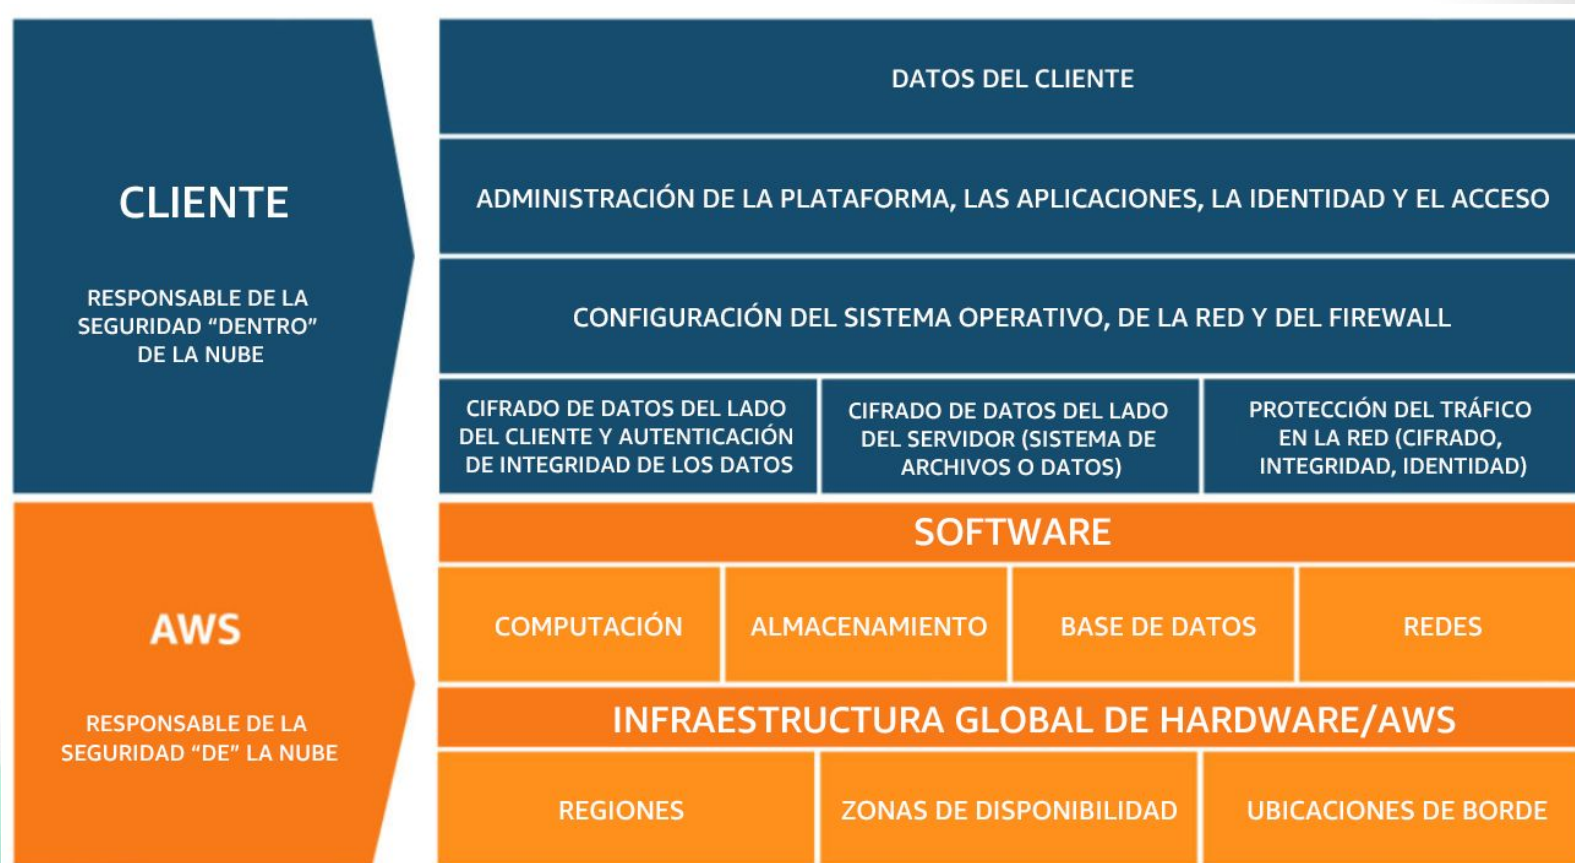 CLIENTE
RESPONSABLE DE LA
SEGURIDAD “DENTRO”
DE LA NUBE
DATOS DEL CLIENTE
ADMINISTRACIÓN DE LA PLATAFORMA, LAS APLICACIONES, LA IDENTIDAD Y EL ACCESO
CONFIGURACIÓN DEL SISTEMA OPERATIVO, DE LA RED Y DEL FIREWALL
CIFRADO DE DATOS DEL LADO
DEL CLIENTE Y AUTENTICACIÓN
DE INTEGRIDAD DE LOS DATOS
CIFRADO DE DATOS DEL LADO
DEL SERVIDOR (SISTEMA DE
ARCHIVOS O DATOS)
PROTECCIÓN DEL TRÁFICO
EN LA RED (CIFRADO,
INTEGRIDAD, IDENTIDAD)
AWS
RESPONSABLE DE LA
SEGURIDAD “DE” LA NUBE
SOFTWARE
COMPUTACIÓN
ALMACENAMIENTO
BASE DE DATOS
REDES
INFRAESTRUCTURA GLOBAL DE HARDWARE/AWS
REGIONES
ZONAS DE DISPONIBILIDAD
UBICACIONES DE BORDE